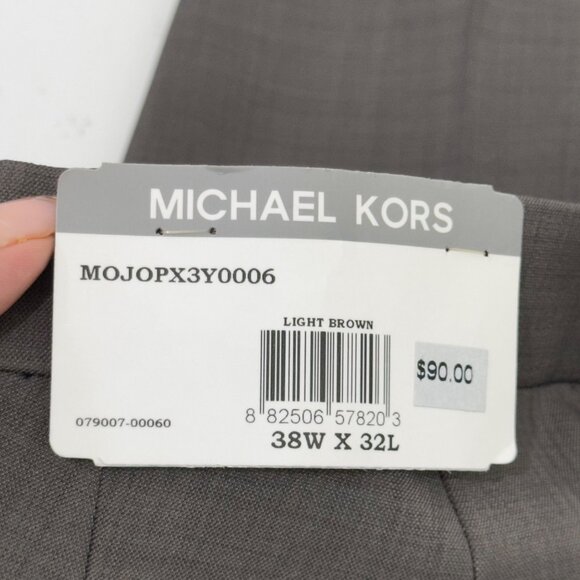 MICHAEL KORS
MOJOPX3Y0006
LIGHT BROWN
$90.00
8 82506 57820 3
079007-00060
38W X 32L